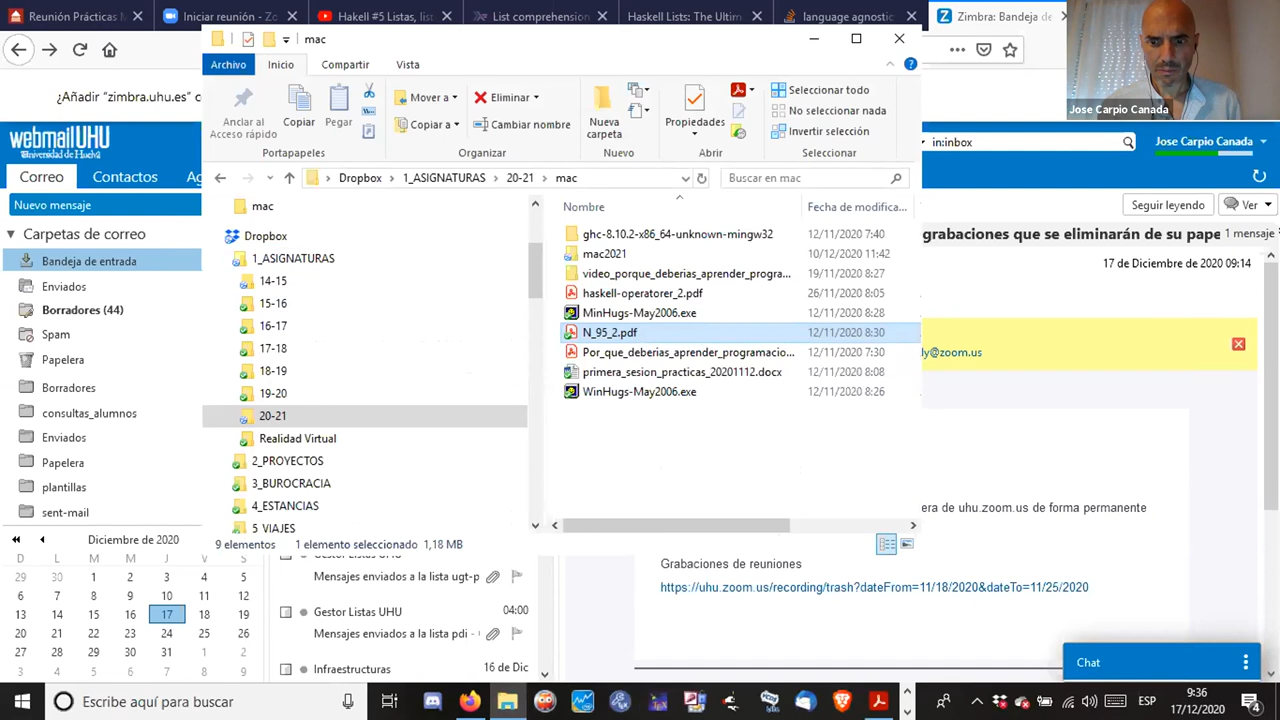 Reunión Prácticas M
Iniciar reunión - Zo
Hakell #5 Listas, li
List comprehension
Haskell Lists: The Ultim
language agnostic
Zimbra: Bandeja de
mac
Archivo
Inicio
Compartir
Vista
¿Añadir “zimbra.uhu.es” c
Anclar al
Acceso rápido
Copiar
Pegar
Mover a
Copiar a
Eliminar
Cambiar nombre
Nueva
carpeta
Propiedades
Seleccionar todo
No seleccionar nada
Invertir selección
Portapapeles
Organizar
Nuevo
Abrir
Seleccionar
Jose Carpio Canada
webmailUHU
Universidad de Huelva
in:inbox
Jose Carpio Canada
Correo
Contactos
Ag
Dropbox
1_ASIGNATURAS
20-21
mac
Buscar en mac
Nuevo mensaje
Seguir leyendo
Ver
Carpetas de correo
Bandeja de entrada
Enviados
Borradores (44)
Spam
Papelera
Borradores
consultas_alumnos
Enviados
Papelera
plantillas
sent-mail
mac
Dropbox
1_ASIGNATURAS
14-15
15-16
16-17
17-18
18-19
19-20
20-21
Realidad Virtual
2_PROYECTOS
3_BUROCRACIA
4_ESTANCIAS
5_VIAJES
Nombre
Fecha de modifica...
ghc-8.10.2-x86_64-unknown-mingw32 12/11/2020 7:40
mac2021 10/12/2020 11:42
video_porque_deberias_aprender_progra... 19/11/2020 8:27
haskell-operatorer_2.pdf 26/11/2020 8:05
MinHugs-May2006.exe 12/11/2020 8:28
N_95_2.pdf 12/11/2020 8:30
Por_que_deberias_aprender_programacio... 12/11/2020 7:30
primera_sesion_practicas_20201112.docx 12/11/2020 8:08
WinHugs-May2006.exe 12/11/2020 8:26
9 elementos
1 elemento seleccionado 1,18 MB
grabaciones que se eliminarán de su pape
1 mensaje
17 de Diciembre de 2020 09:14
ly@zoom.us
era de uhu.zoom.us de forma permanente
Grabaciones de reuniones
https://uhu.zoom.us/recording/trash?dateFrom=11/18/2020&dateTo=11/25/2020
Diciembre de 2020
D L M M J V S
29 30 1 2 3 4 5
6 7 8 9 10 11 12
13 14 15 16 17 18 19
20 21 22 23 24 25 26
27 28 29 30 31 1 2
3 4 5 6 7 8 9
Gestor Listas UHU
Mensajes enviados a la lista ugt-p
Gestor Listas UHU 04:00
Mensajes enviados a la lista pdi -
Infraestructuras 16 de Dic
Chat
Escribe aquí para buscar
ESP
9:36
17/12/2020
4